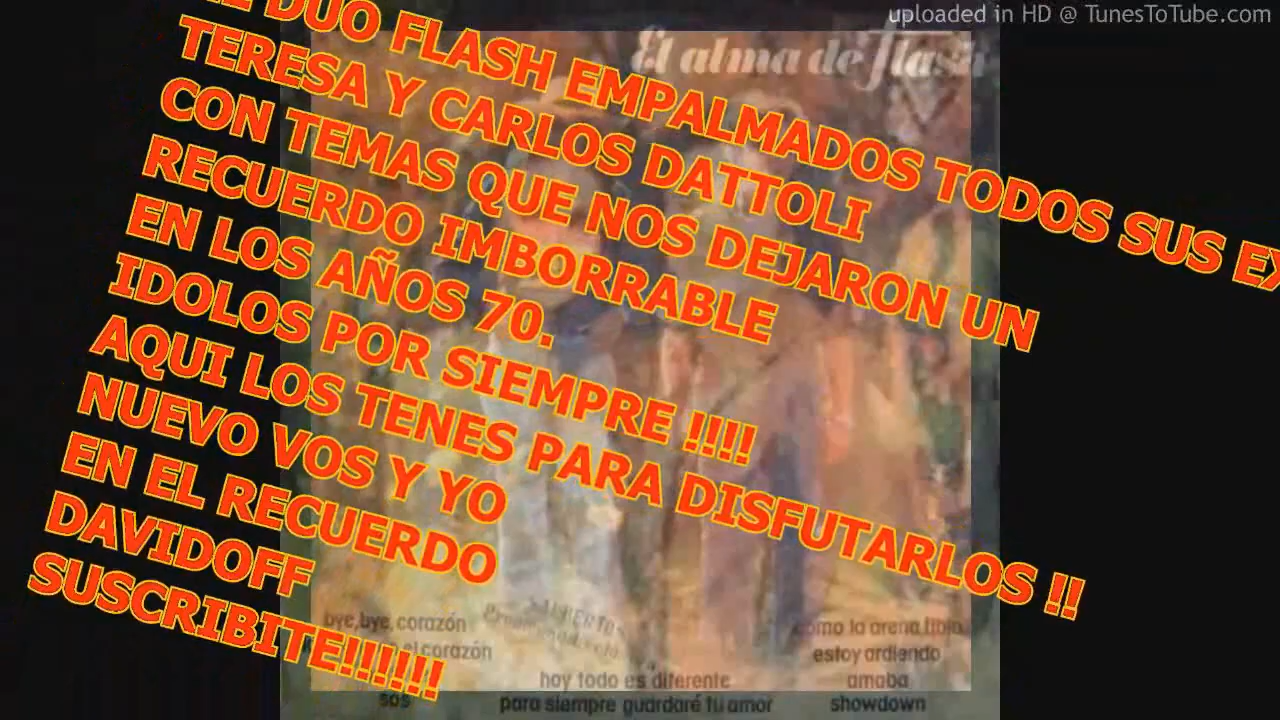 uploaded in HD @ TunesToTube.com
El alma de flash
DUO FLASH EMPALMADOS TODOS SUS
TERESA Y CARLOS DATTOLI
CON TEMAS QUE NOS DEJARON UN
RECUERDO IMBORRABLE
EN LOS AÑOS 70.
IDOLOS POR SIEMPRE !!!!
AQUI LOS TENES PARA DISFUTARLOS !!
NUEVO VOS Y YO
EN EL RECUERDO
DAVIDOFF
SUSCRIBITE!!!!!!
bye, bye, corazón
el corazón
sos
hoy todo es diferente
para siempre guardaré tu amor
como la arena tibia
estoy ardiendo
amaba
showdown